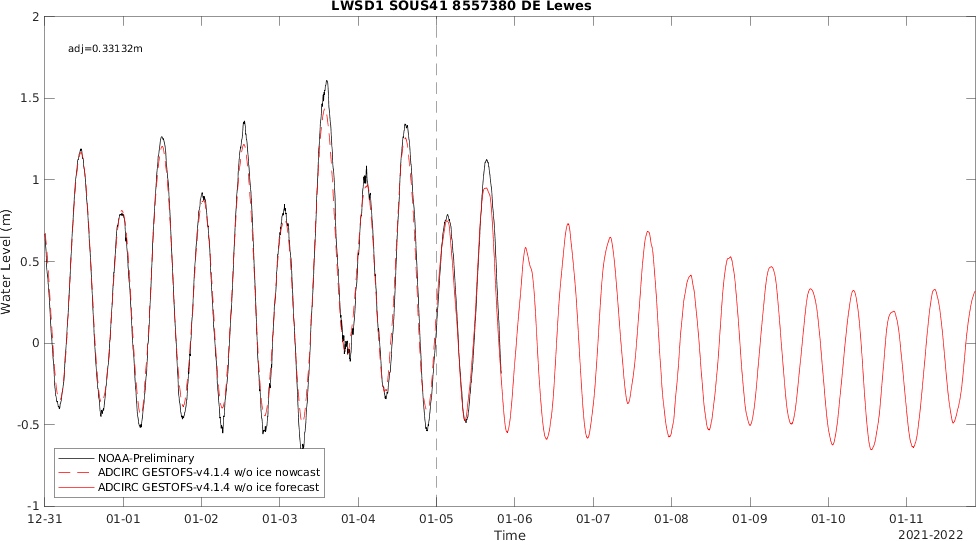 LWSD1 SOUS41 8557380 DE Lewes
adj=0.33132m
2
1.5
1
0.5
0
-0.5
-1
Water Level (m)
NOAA-Preliminary
ADCIRC GESTOFS-v4.1.4 w/o ice nowcast
ADCIRC GESTOFS-v4.1.4 w/o ice forecast
12-31 01-01 01-02 01-03 01-04 01-05 01-06 01-07 01-08 01-09 01-10 01-11
Time
2021-2022